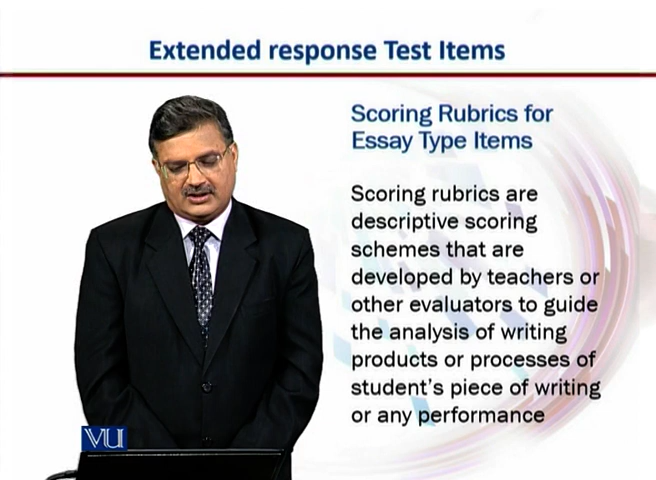 Extended response Test Items
Scoring Rubrics for
Essay Type Items
Scoring rubrics are
descriptive scoring
schemes that are
developed by teachers or
other evaluators to guide
the analysis of writing
products or processes of
student's piece of writing
or any performance
VU